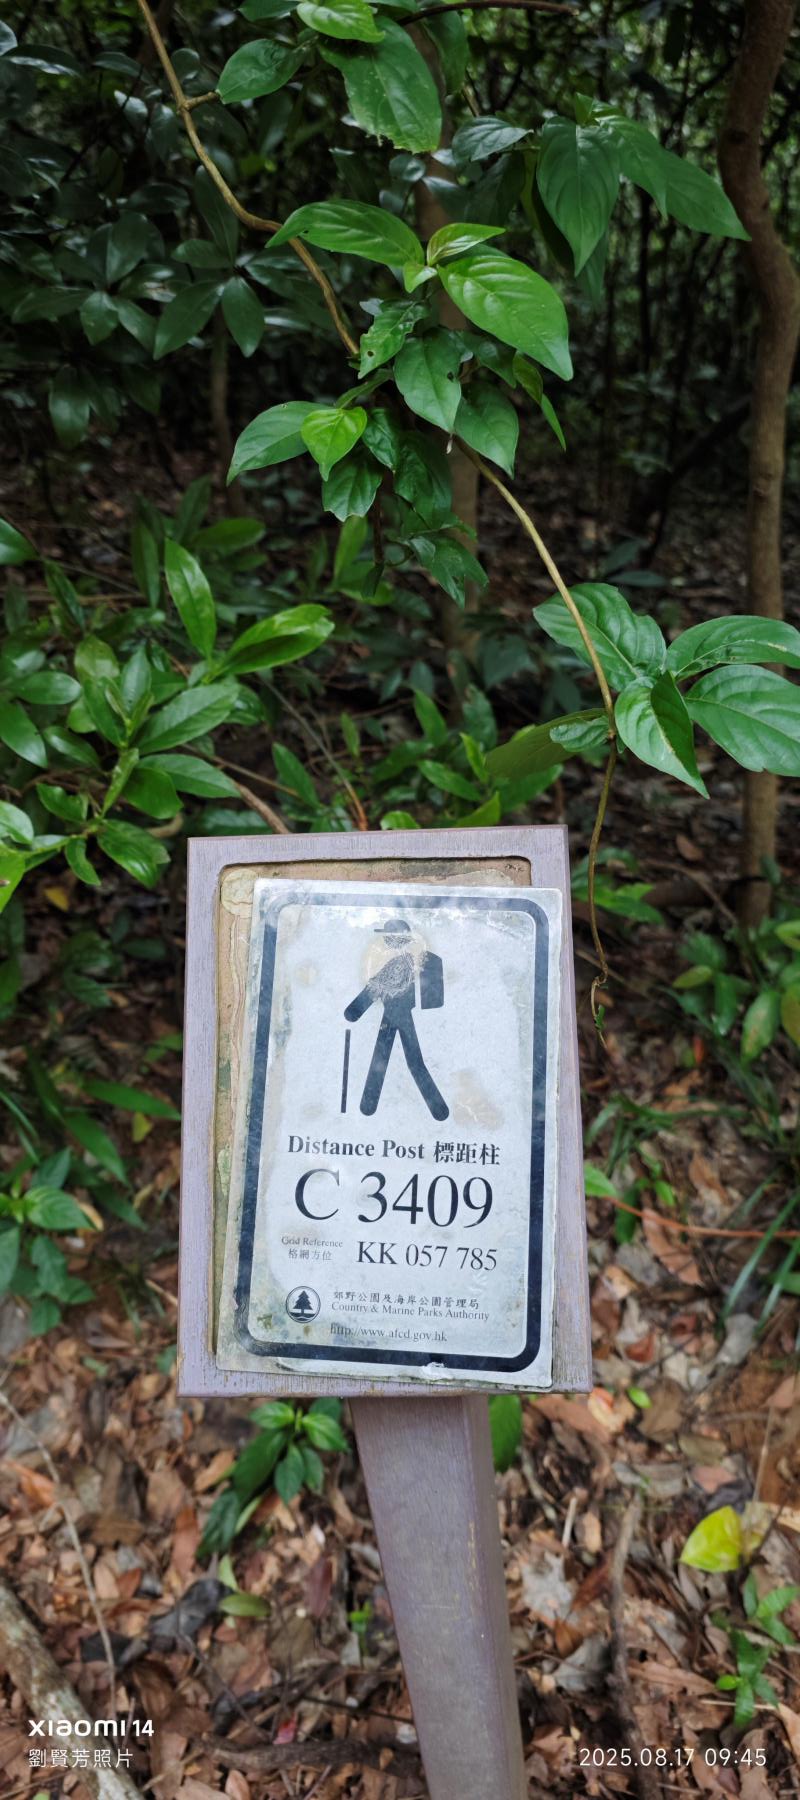 Distance Post 標距柱
C 3409
Grid Reference
格網方位
KK 057 785
郊野公園及海岸公園管理局
Country & Marine Parks Authority
http://www.afcd.gov.hk
xiaomi 14
劉賢芳照片
2025.08.17 09:45